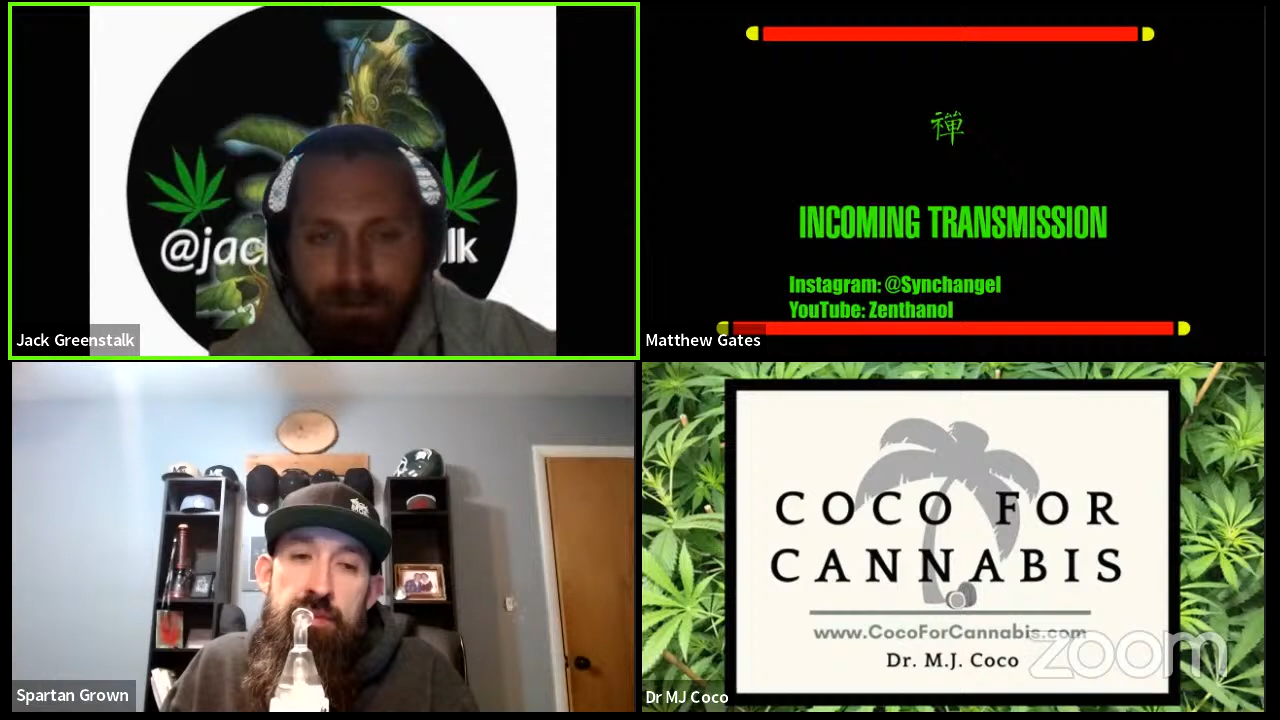 @jac
lk
Jack Greenstalk
禪
INCOMING TRANSMISSION
Instagram: @Synchangel
YouTube: Zenthanol
Matthew Gates
Spartan Grown
COCO FOR
CANNABIS
www.CocoForCannabis.com
Dr. M.J. Coco
zoom
Dr MJ Coco